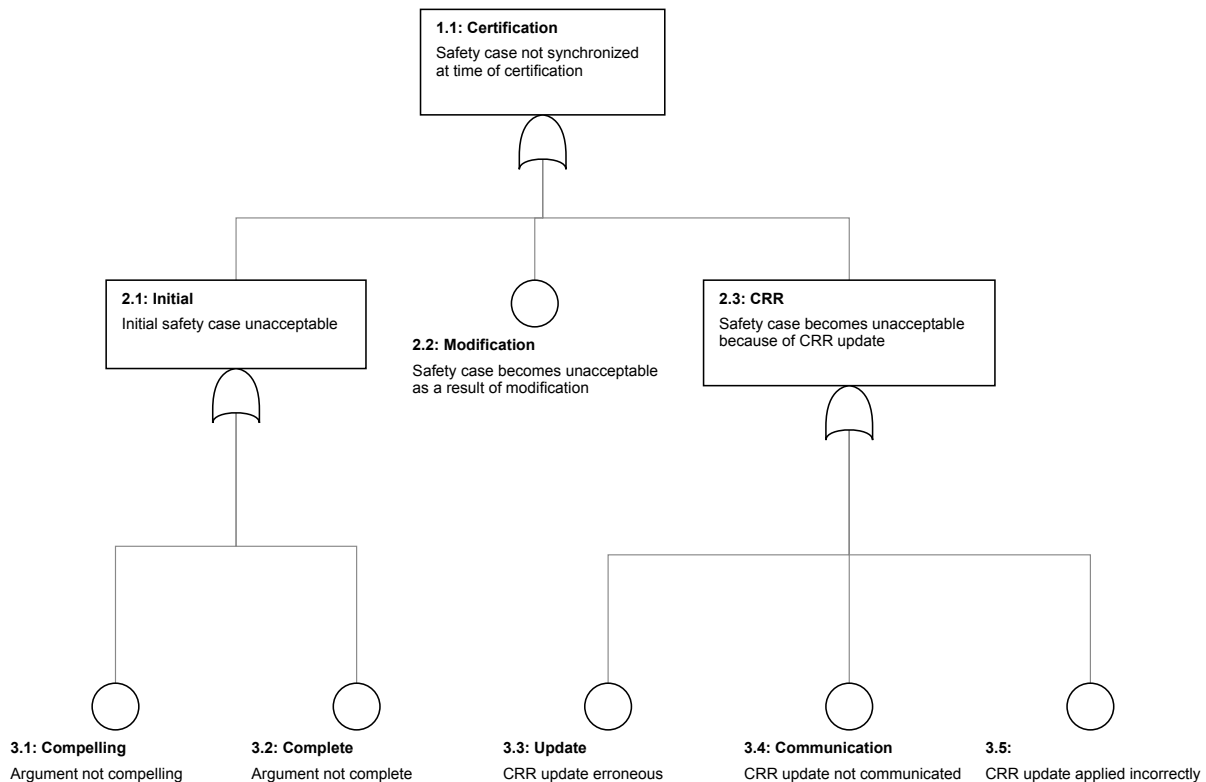 1.1: Certification
Safety case not synchronized
at time of certification
2.1: Initial
Initial safety case unacceptable
2.2: Modification
Safety case becomes unacceptable
as a result of modification
2.3: CRR
Safety case becomes unacceptable
because of CRR update
3.1: Compelling
Argument not compelling
3.2: Complete
Argument not complete
3.3: Update
CRR update erroneous
3.4: Communication
CRR update not communicated
3.5:
CRR update applied incorrectly